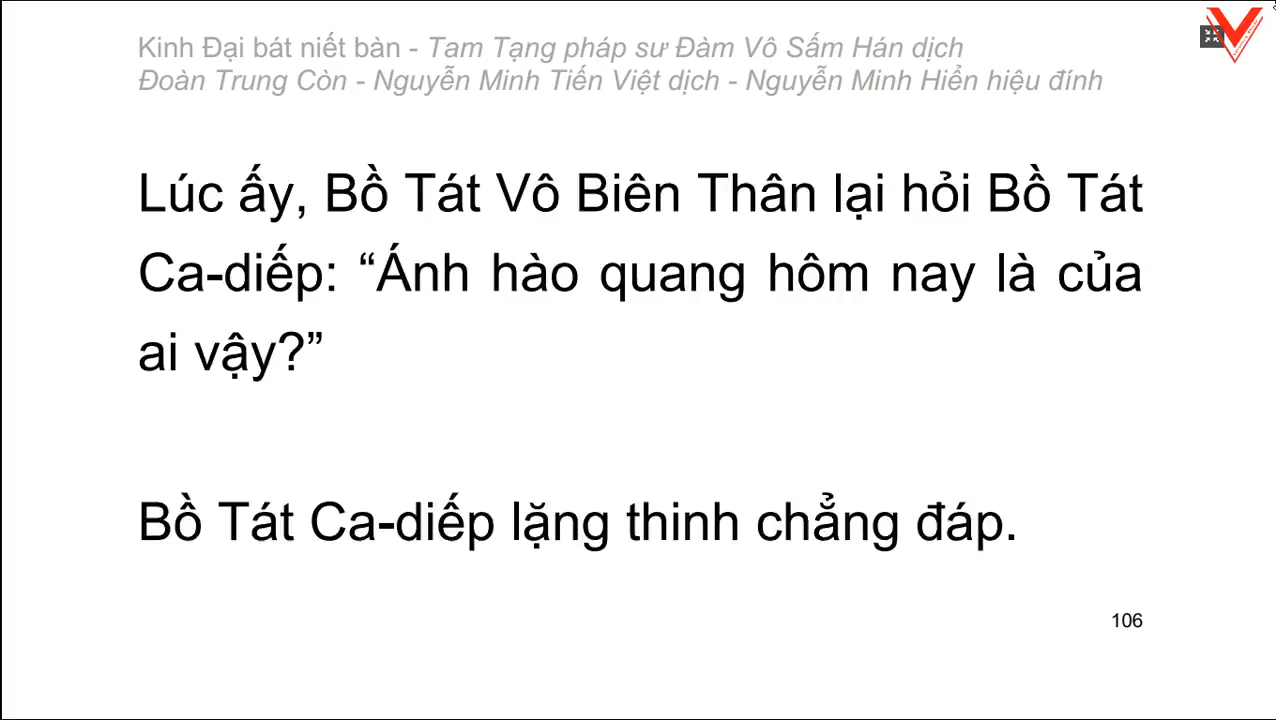 Kinh Đại bát niết bàn - Tam Tạng pháp sư Đàm Vô Sấm Hán dịch
Đoàn Trung Còn - Nguyễn Minh Tiến Việt dịch - Nguyễn Minh Hiển hiệu đính
Lúc ấy, Bồ Tát Vô Biên Thân lại hỏi Bồ Tát
Ca-diếp: “Ánh hào quang hôm nay là của
ai vậy?”
Bồ Tát Ca-diếp lặng thinh chẳng đáp.
106